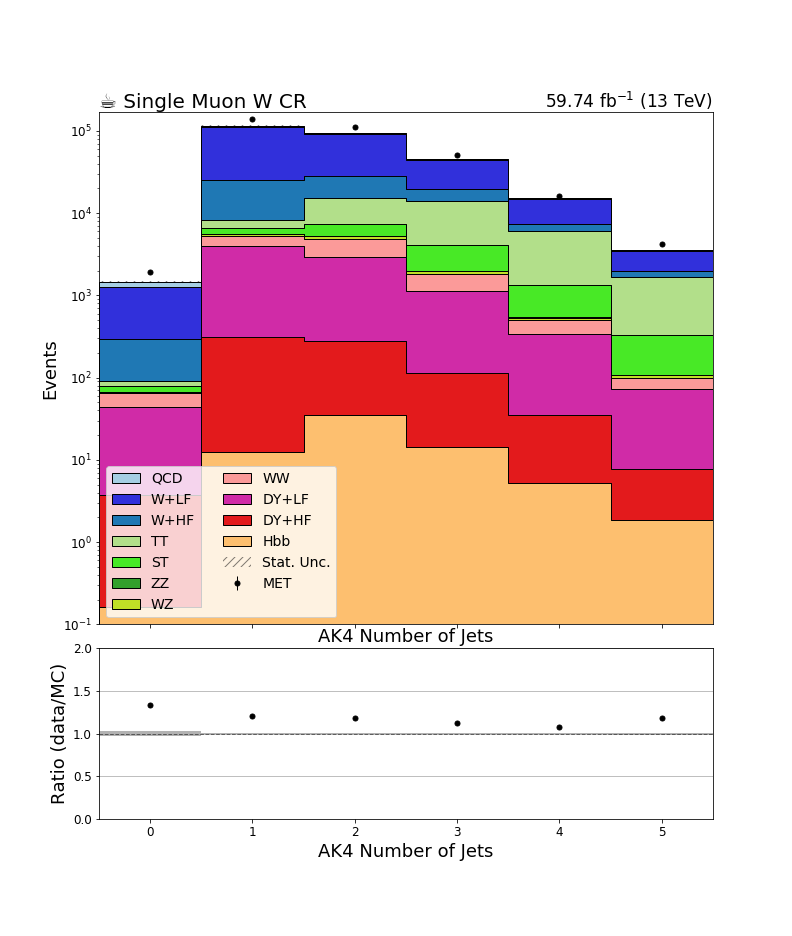 ☕ Single Muon W CR
59.74 fb⁻¹ (13 TeV)
Events
10⁵
10⁴
10³
10²
10¹
10⁰
10⁻¹
QCD
W+LF
W+HF
TT
ST
ZZ
WZ
WW
DY+LF
DY+HF
Hbb
Stat. Unc.
MET
AK4 Number of Jets
Ratio (data/MC)
2.0
1.5
1.0
0.5
0.0
0 1 2 3 4 5
AK4 Number of Jets